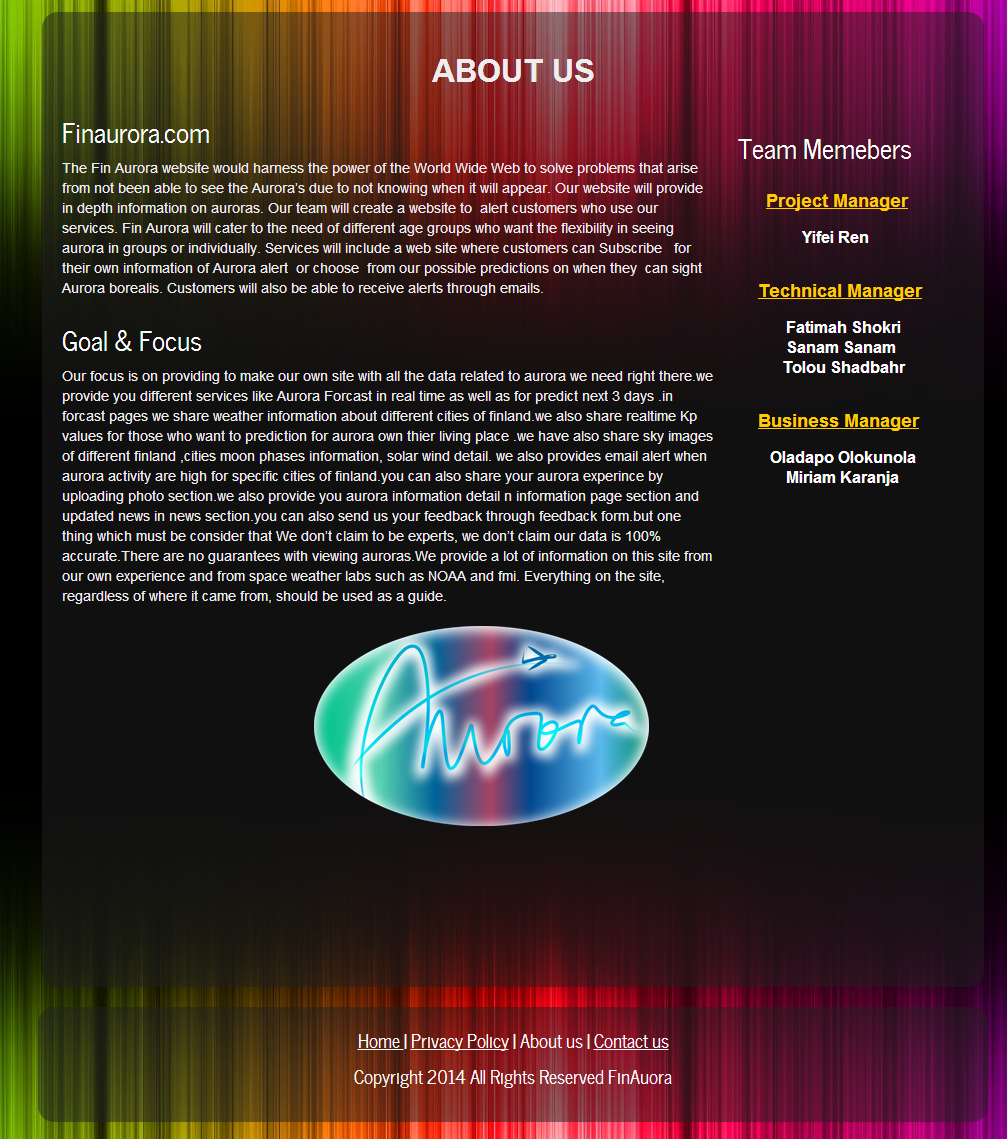 ABOUT US
Finaurora.com
The Fin Aurora website would harness the power of the World Wide Web to solve problems that arise
from not been able to see the Aurora's due to not knowing when it will appear. Our website will provide
in depth information on auroras. Our team will create a website to  alert customers who use our
services. Fin Aurora will cater to the need of different age groups who want the flexibility in seeing
aurora in groups or individually. Services will include a web site where customers can Subscribe   for
their own information of Aurora alert  or choose  from our possible predictions on when they  can sight
Aurora borealis. Customers will also be able to receive alerts through emails.
Goal & Focus
Our focus is on providing to make our own site with all the data related to aurora we need right there.we
provide you different services like Aurora Forcast in real time as well as for predict next 3 days .in
forcast pages we share weather information about different cities of finland.we also share realtime Kp
values for those who want to prediction for aurora own thier living place .we have also share sky images
of different finland ,cities moon phases information, solar wind detail. we also provides email alert when
aurora activity are high for specific cities of finland.you can also share your aurora experince by
uploading photo section.we also provide you aurora information detail n information page section and
updated news in news section.you can also send us your feedback through feedback form.but one
thing which must be consider that We don't claim to be experts, we don't claim our data is 100%
accurate.There are no guarantees with viewing auroras.We provide a lot of information on this site from
our own experience and from space weather labs such as NOAA and fmi. Everything on the site,
regardless of where it came from, should be used as a guide.
Aurora
Team Memebers
Project Manager
Yifei Ren
Technical Manager
Fatimah Shokri
Sanam Sanam
Tolou Shadbahr
Business Manager
Oladapo Olokunola
Miriam Karanja
Home | Privacy Policy | About us | Contact us
Copyright 2014 All Rights Reserved FinAuora